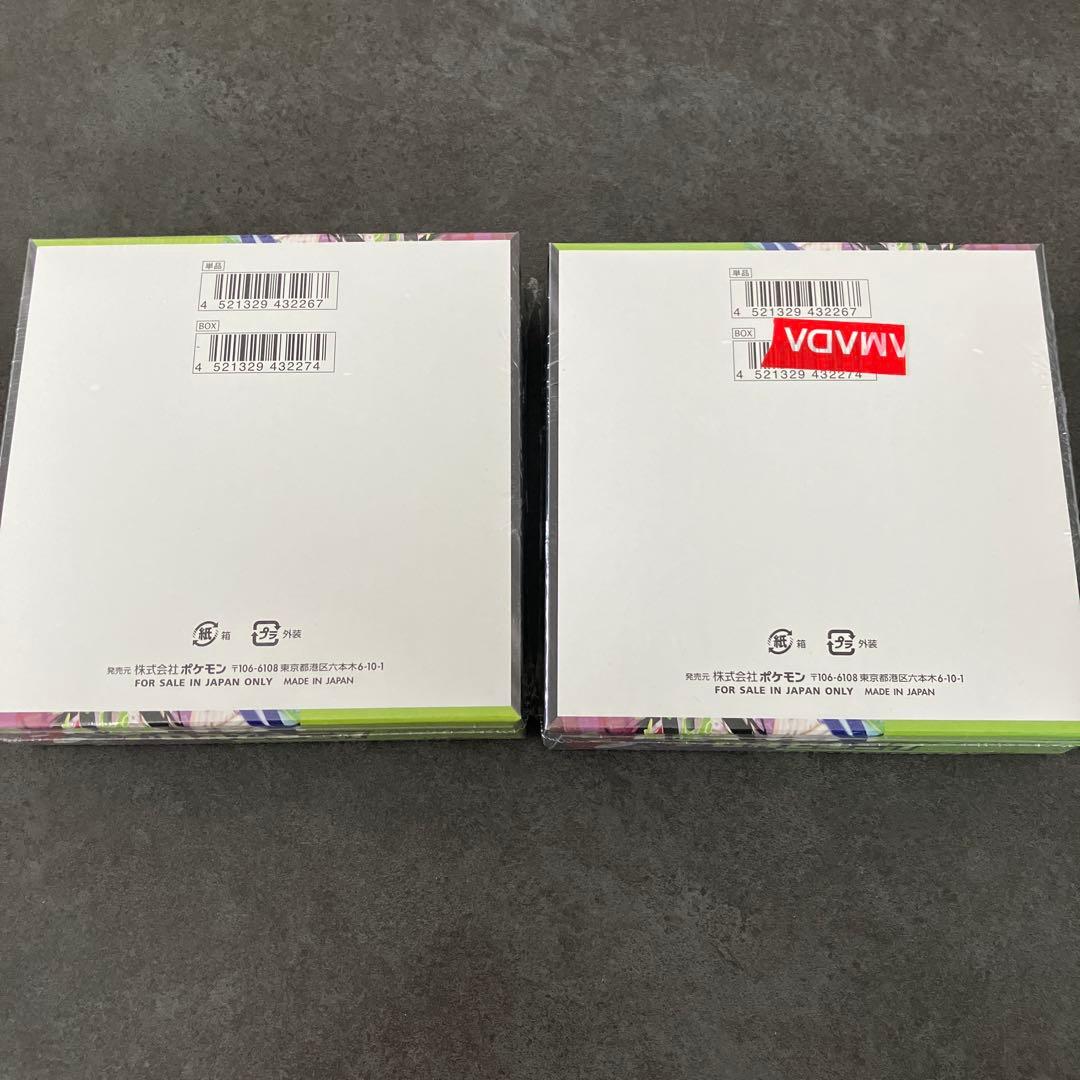 単品
4 521329 432267
BOX
4 521329 432274
紙 箱 プラ 外装
発売元 株式会社ポケモン 〒106-6108 東京都港区六本木6-10-1
FOR SALE IN JAPAN ONLY MADE IN JAPAN
単品
4 521329 432267
BOX
AMADA
4 521329 432274
紙 箱 プラ 外装
発売元 株式会社ポケモン 〒106-6108 東京都港区六本木6-10-1
FOR SALE IN JAPAN ONLY MADE IN JAPAN